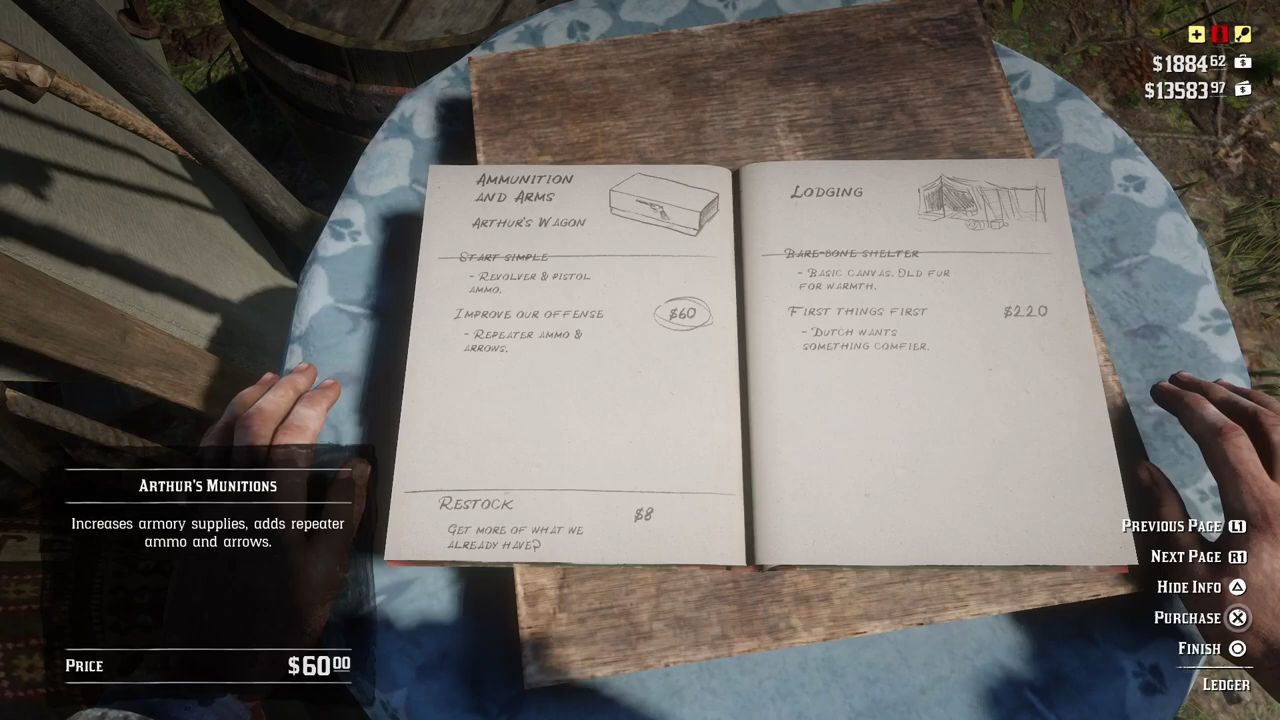 $1884 62
$13583 97
AMMUNITION
AND ARMS
ARTHUR'S WAGON
START SIMPLE
- REVOLVER & PISTOL
AMMO.
IMPROVE OUR OFFENSE $60
- REPEATER AMMO &
ARROWS.
RESTOCK $8
GET MORE OF WHAT WE
ALREADY HAVE?
LODGING
BARE-BONE SHELTER
- BASIC CANVAS. OLD FUR
FOR WARMTH.
FIRST THINGS FIRST $220
- DUTCH WANTS
SOMETHING COMFIER.
ARTHUR'S MUNITIONS
Increases armory supplies, adds repeater
ammo and arrows.
PRICE $60 00
PREVIOUS PAGE L1
NEXT PAGE R1
HIDE INFO
PURCHASE
FINISH
LEDGER